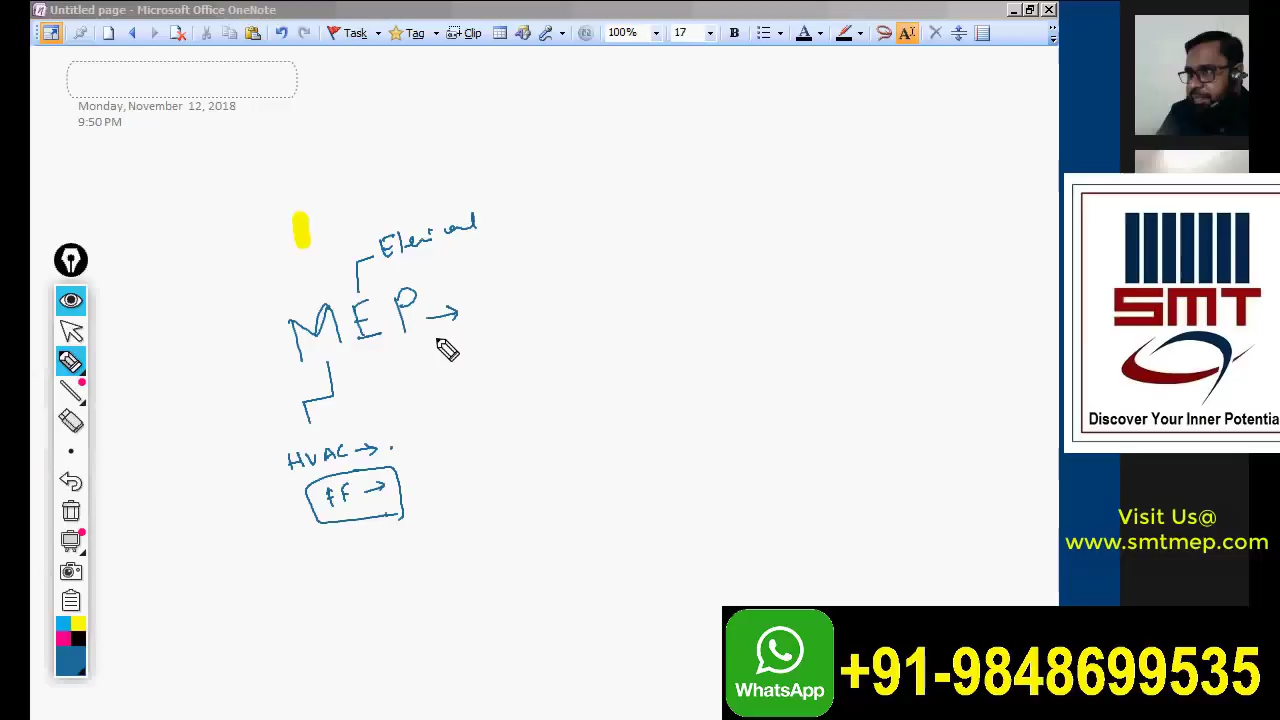 Untitled page - Microsoft Office OneNote
Task Tag Clip 100% 17 B A A
Monday, November 12, 2018
9:50 PM
MEP →
HVAC → .
FF →
SMT
Discover Your Inner Potentia
Visit Us@
www.smtmep.com
WhatsApp
+91-9848699535